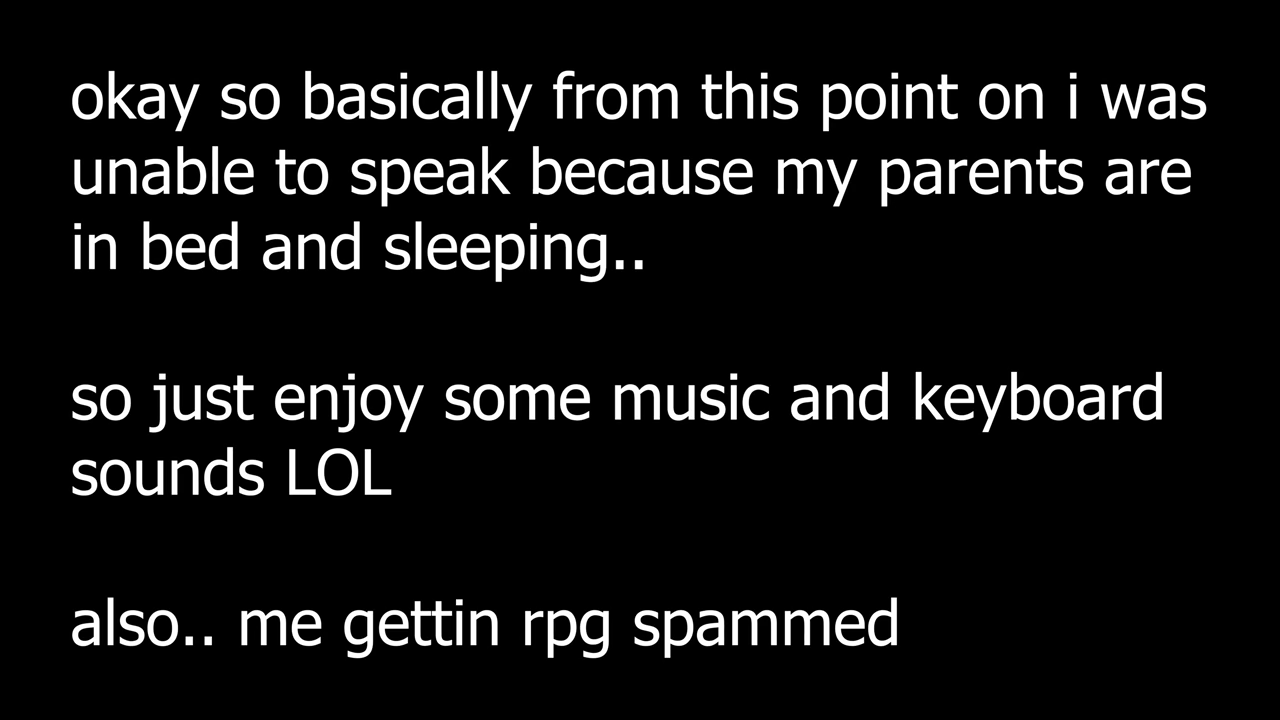 okay so basically from this point on i was
unable to speak because my parents are
in bed and sleeping..
so just enjoy some music and keyboard
sounds LOL
also.. me gettin rpg spammed